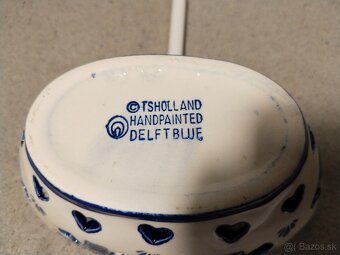 ©TSHOLLAND
HANDPAINTED
DELFTBLUE
© Bazos.sk